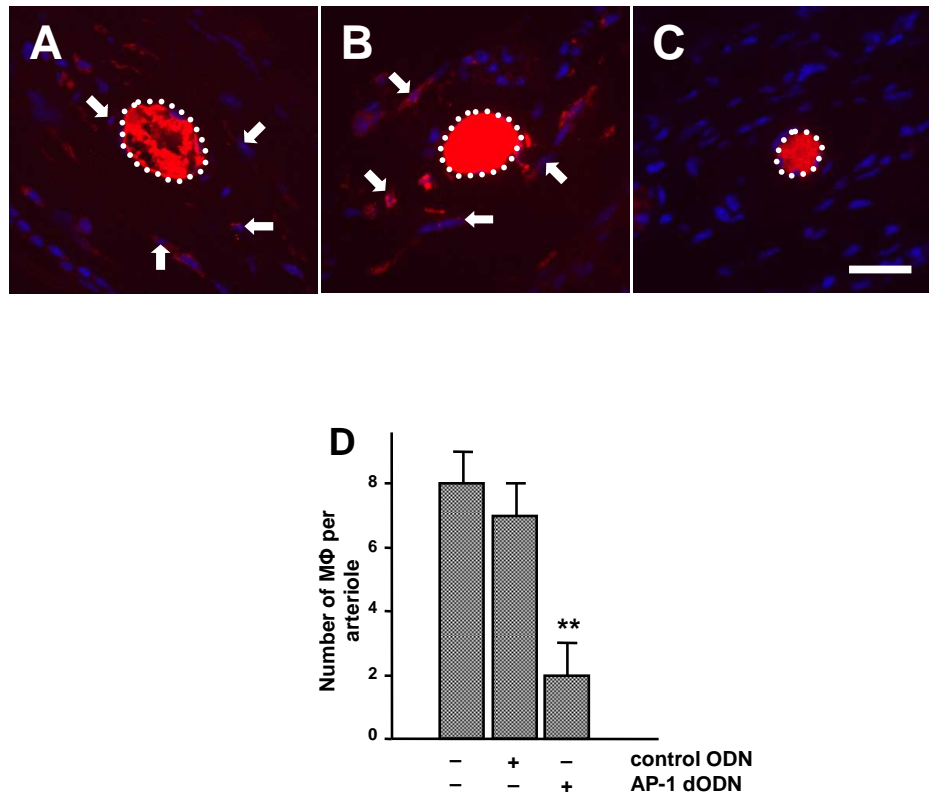 A B C
D
Number of MΦ per
arteriole
8
6
4
2
0
– + – control ODN
– – + AP-1 dODN
**